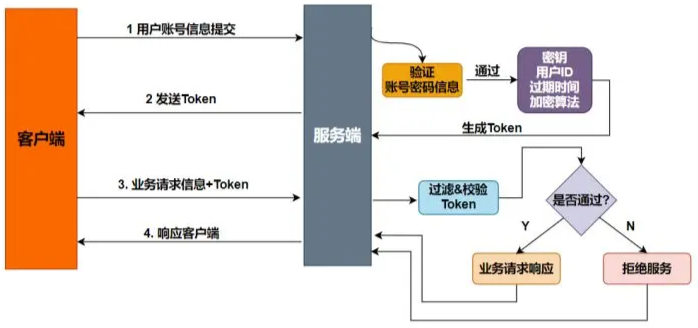 客户端
1 用户账号信息提交
2 发送Token
3. 业务请求信息+Token
4. 响应客户端
服务端
验证
账号密码信息
通过
密钥
用户ID
过期时间
加密算法
生成Token
过滤&校验
Token
是否通过?
Y
N
业务请求响应
拒绝服务